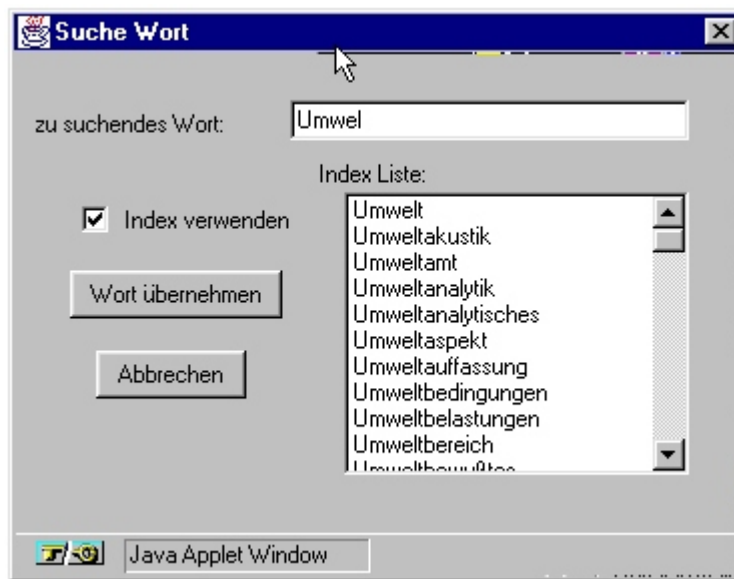 Suche Wort
zu suchendes Wort:
Umwel
Index Liste:
Index verwenden
Wort übernehmen
Abbrechen
Umwelt
Umweltakustik
Umweltamt
Umweltanalytik
Umweltanalytisches
Umweltaspekt
Umweltauffassung
Umweltbedingungen
Umweltbelastungen
Umweltbereich
Java Applet Window